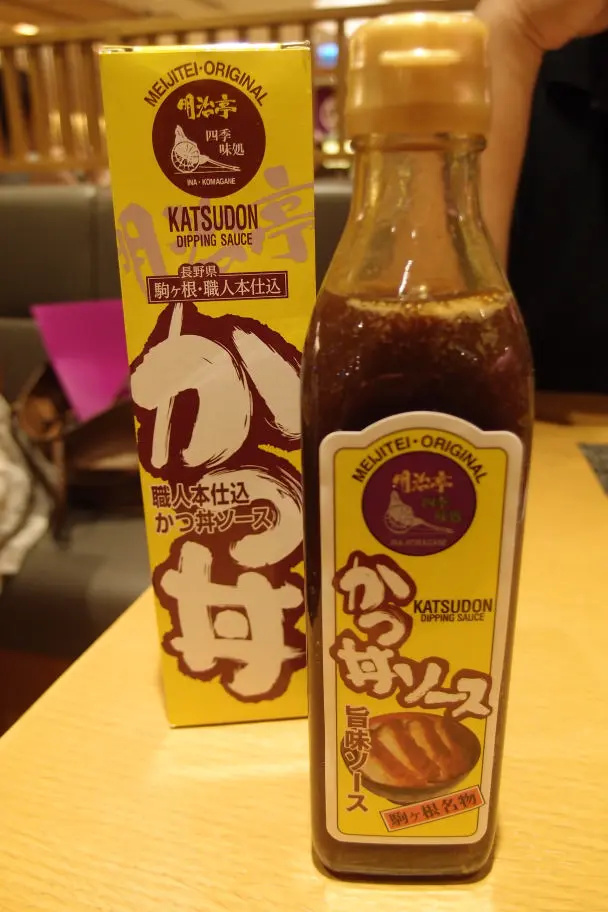 MEIJITEI・ORIGINAL
明治亭
四季
味処
INA・KOMAGANE
KATSUDON
DIPPING SAUCE
長野県
駒ヶ根・職人本仕込
かつ丼
職人本仕込
かつ丼ソース
MEIJITEI・ORIGINAL
明治亭
四季
味処
INA・KOMAGANE
KATSUDON
DIPPING SAUCE
かつ丼ソース
旨味ソース
駒ヶ根名物